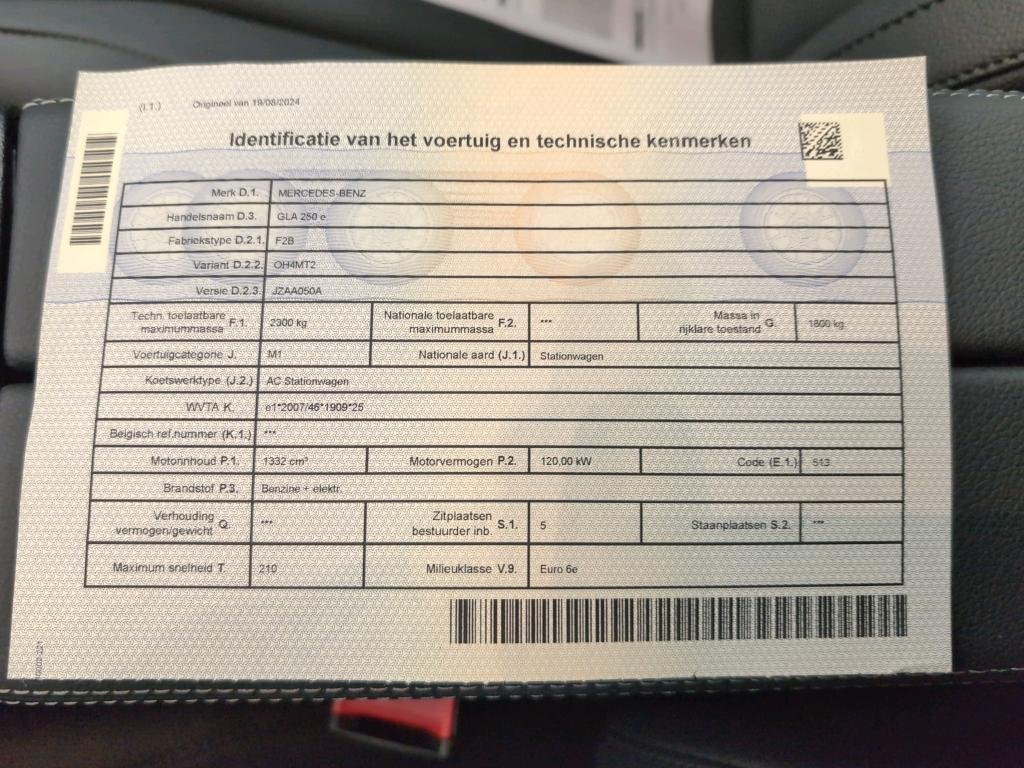 (I.T.) Origineel van 19/08/2024
Identificatie van het voertuig en technische kenmerken
Merk D.1. MERCEDES-BENZ
Handelsnaam D.3. GLA 250 e
Fabriekstype D.2.1. F2B
Variant D.2.2. OH4MT2
Versie D.2.3. JZAA050A
Techn. toelaatbare maximummassa F.1. 2300 kg Nationale toelaatbare maximummassa F.2. *** Massa in rijklare toestand G. 1800 kg
Voertuigcategorie J. M1 Nationale aard (J.1.) Stationwagen
Koetswerktype (J.2.) AC Stationwagen
WVTA K. e1*2007/46*1909*25
Belgisch ref.nummer (K.1.) ***
Motorinhoud P.1. 1332 cm³ Motorvermogen P.2. 120,00 kW Code (E.1.) 513
Brandstof P.3. Benzine + elektr.
Verhouding vermogen/gewicht Q. *** Zitplaatsen bestuurder inb. S.1. 5 Staanplaatsen S.2. ***
Maximum snelheid T. 210 Milieuklasse V.9. Euro 6e